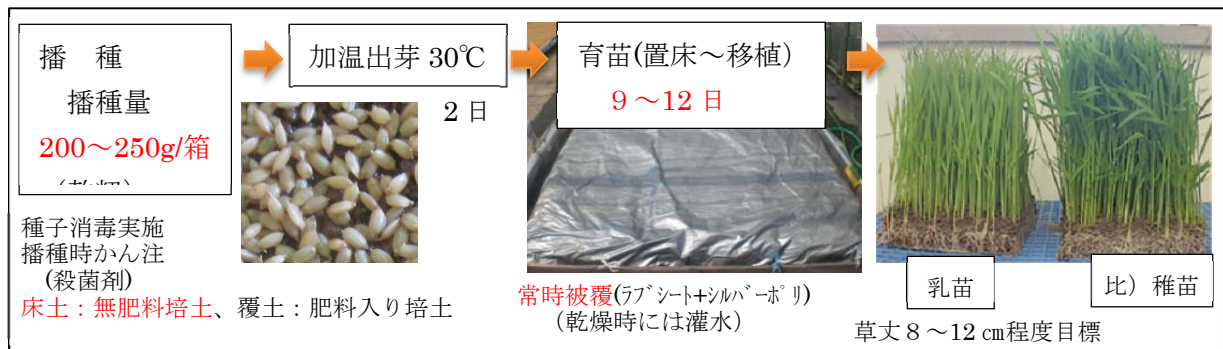 播 種
播種量
200～250g/箱
種子消毒実施
播種時かん注
(殺菌剤)
床土：無肥料培土、覆土：肥料入り培土
加温出芽 30℃
2 日
育苗(置床～移植）
９～12 日
常時被覆(ﾗﾌﾞｼｰﾄ+ｼﾙﾊﾞｰﾎﾟﾘ)
（乾燥時には灌水）
乳苗
比）稚苗
草丈８～12 ㎝程度目標